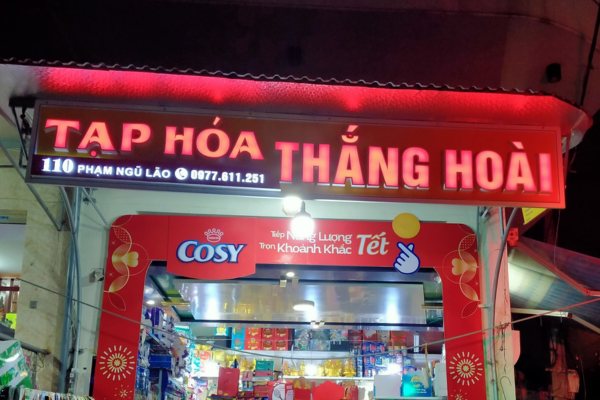 TẠP HÓA
THẮNG HOÀI
110 PHẠM NGŨ LÃO 0977.611.251
COSY
Tiếp Năng Lượng
Trọn Khoảnh Khắc
Tết